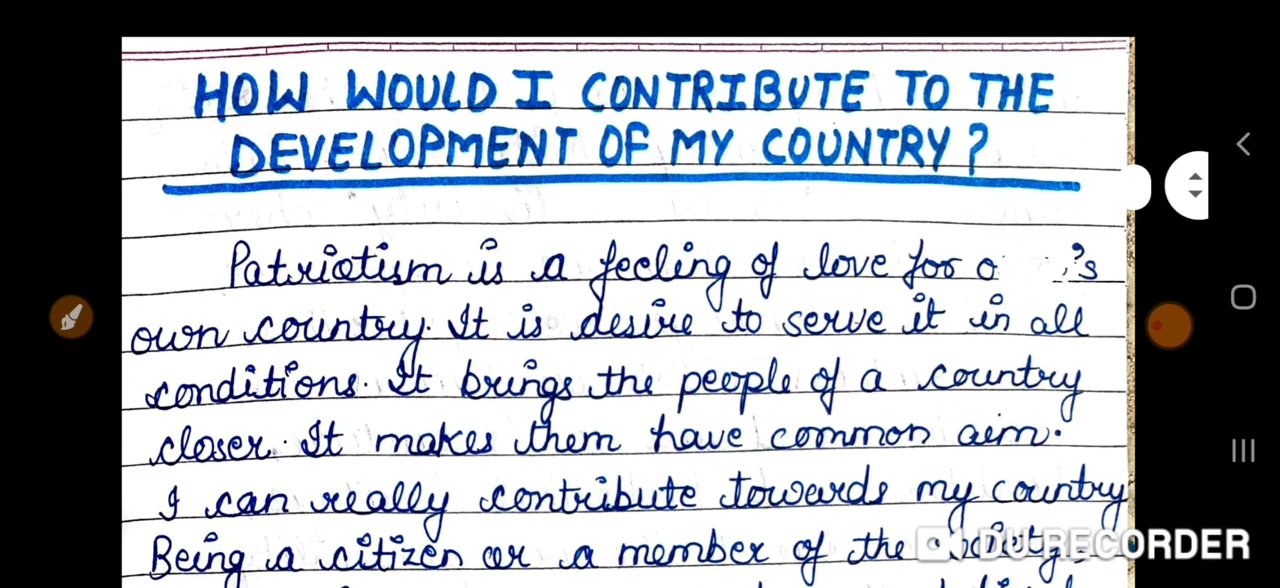 HOW WOULD I CONTRIBUTE TO THE
DEVELOPMENT OF MY COUNTRY?
Patriotism is a feeling of love for
own country. It is desire to serve it in all
conditions. It brings the people of a country
closer. It makes them have common aim.
I can really contribute towards my country
Being a citizen or a member of the
DU RECORDER